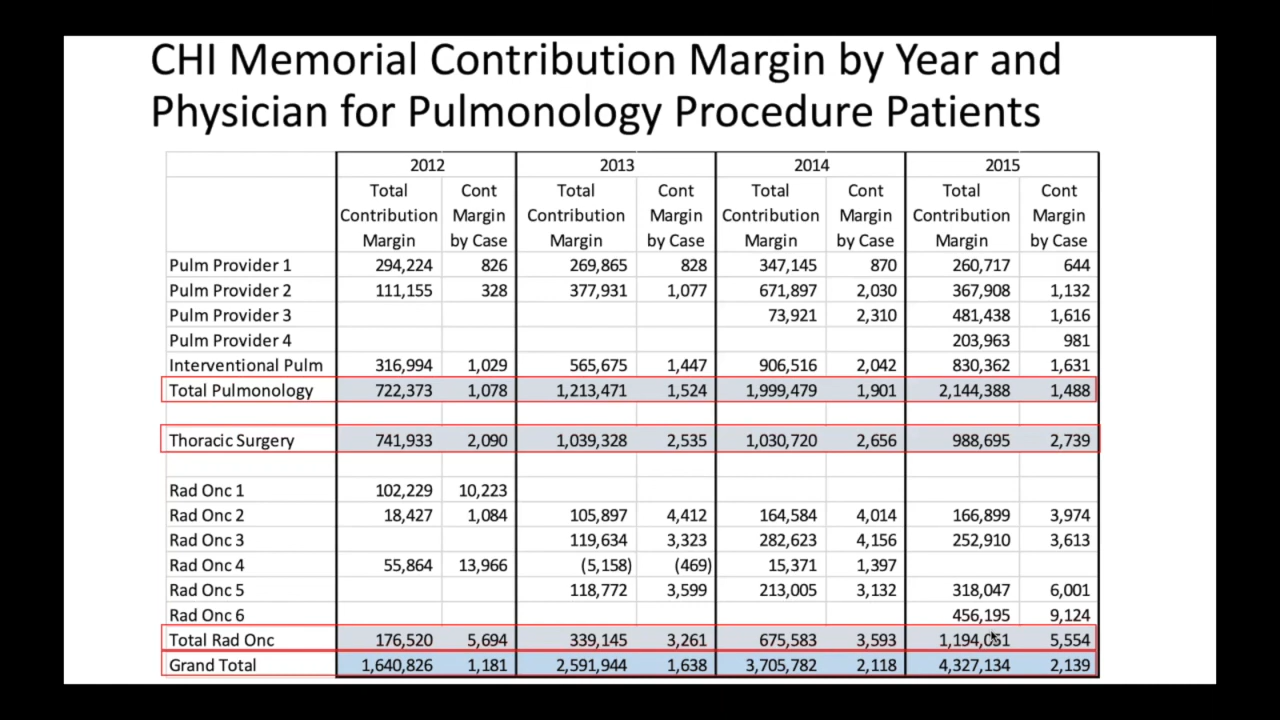 CHI Memorial Contribution Margin by Year and
Physician for Pulmonology Procedure Patients
2012 2013 2014 2015
Total Cont Total Cont Total Cont Total Cont
Contribution Margin Contribution Margin Contribution Margin Contribution Margin
Margin by Case Margin by Case Margin by Case Margin by Case
Pulm Provider 1 294,224 826 269,865 828 347,145 870 260,717 644
Pulm Provider 2 111,155 328 377,931 1,077 671,897 2,030 367,908 1,132
Pulm Provider 3 73,921 2,310 481,438 1,616
Pulm Provider 4 203,963 981
Interventional Pulm 316,994 1,029 565,675 1,447 906,516 2,042 830,362 1,631
Total Pulmonology 722,373 1,078 1,213,471 1,524 1,999,479 1,901 2,144,388 1,488
Thoracic Surgery 741,933 2,090 1,039,328 2,535 1,030,720 2,656 988,695 2,739
Rad Onc 1 102,229 10,223
Rad Onc 2 18,427 1,084 105,897 4,412 164,584 4,014 166,899 3,974
Rad Onc 3 119,634 3,323 282,623 4,156 252,910 3,613
Rad Onc 4 55,864 13,966 (5,158) (469) 15,371 1,397
Rad Onc 5 118,772 3,599 213,005 3,132 318,047 6,001
Rad Onc 6 456,195 9,124
Total Rad Onc 176,520 5,694 339,145 3,261 675,583 3,593 1,194,051 5,554
Grand Total 1,640,826 1,181 2,591,944 1,638 3,705,782 2,118 4,327,134 2,139